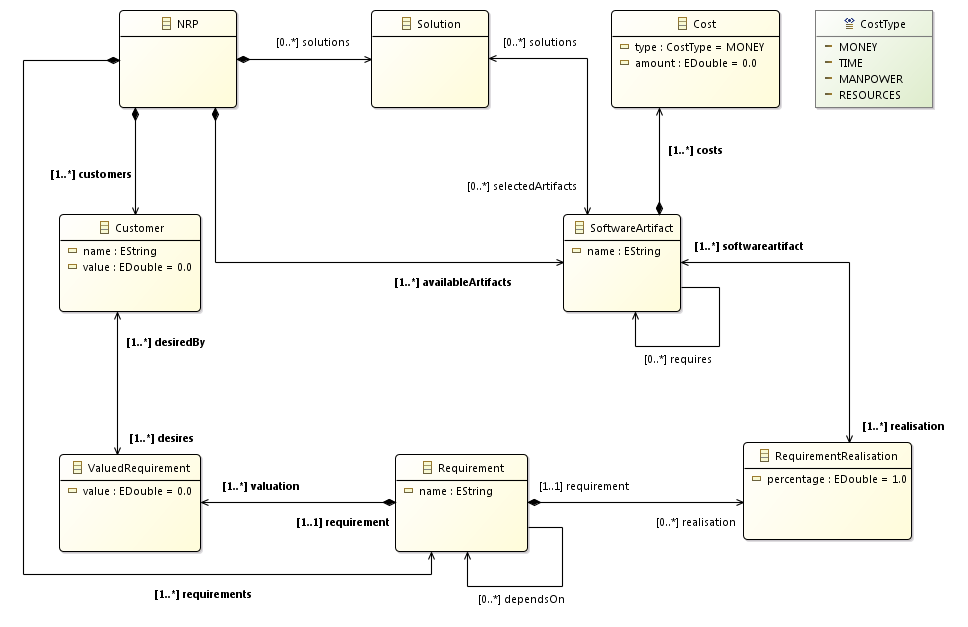 NRP
Solution
Cost
CostType
[0..*] solutions
[0..*] solutions
type : CostType = MONEY
amount : EDouble = 0.0
MONEY
TIME
MANPOWER
RESOURCES
[1..*] costs
[1..*] customers
[0..*] selectedArtifacts
Customer
name : EString
value : EDouble = 0.0
SoftwareArtifact
name : EString
[1..*] softwareartifact
[1..*] availableArtifacts
[1..*] desiredBy
[0..*] requires
[1..*] desires
[1..*] realisation
ValuedRequirement
value : EDouble = 0.0
[1..*] valuation
[1..1] requirement
Requirement
name : EString
[1..1] requirement
[0..*] realisation
RequirementRealisation
percentage : EDouble = 1.0
[1..*] requirements
[0..*] dependsOn